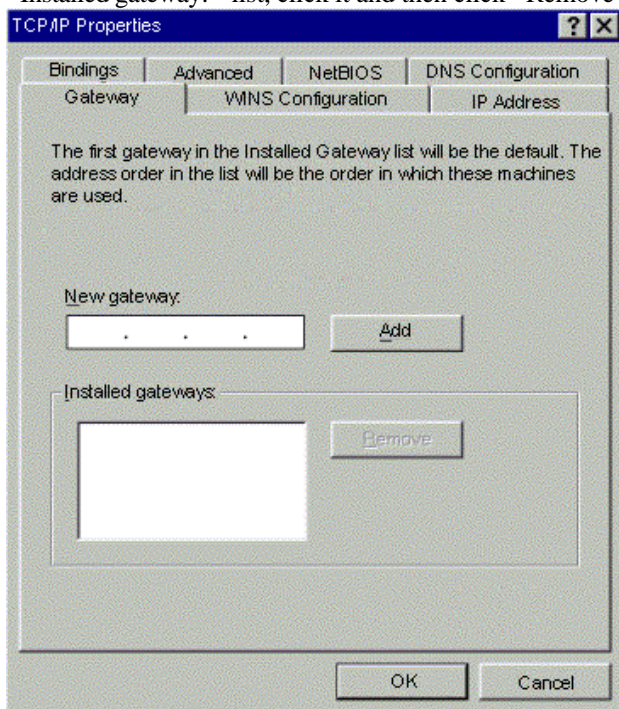 Installed gateway:" list, click it and then click "Remove
TCP/IP Properties
Bindings Advanced NetBIOS DNS Configuration
Gateway WINS Configuration IP Address
The first gateway in the Installed Gateway list will be the default. The
address order in the list will be the order in which these machines
are used.
New gateway:
. . . Add
Installed gateways:
Remove
OK Cancel